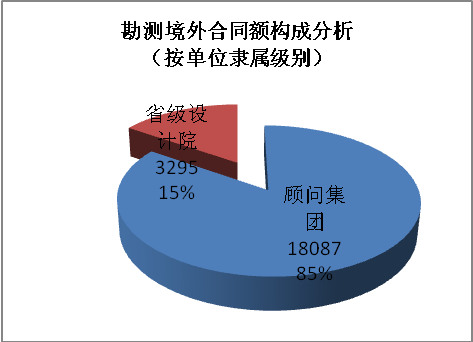 勘测境外合同额构成分析
（按单位隶属级别）
省级设
计院
3295
15%
顾问集
团
18087
85%